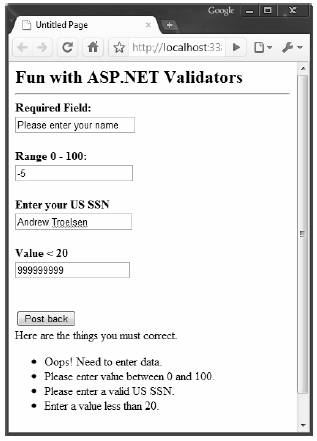 Google
Untitled Page
http://localhost:33
Fun with ASP.NET Validators
Required Field:
Please enter your name
Range 0 - 100:
-5
Enter your US SSN
Andrew Troelsen
Value < 20
999999999
Post back
Here are the things you must correct.
• Oops! Need to enter data.
• Please enter value between 0 and 100.
• Please enter a valid US SSN.
• Enter a value less than 20.